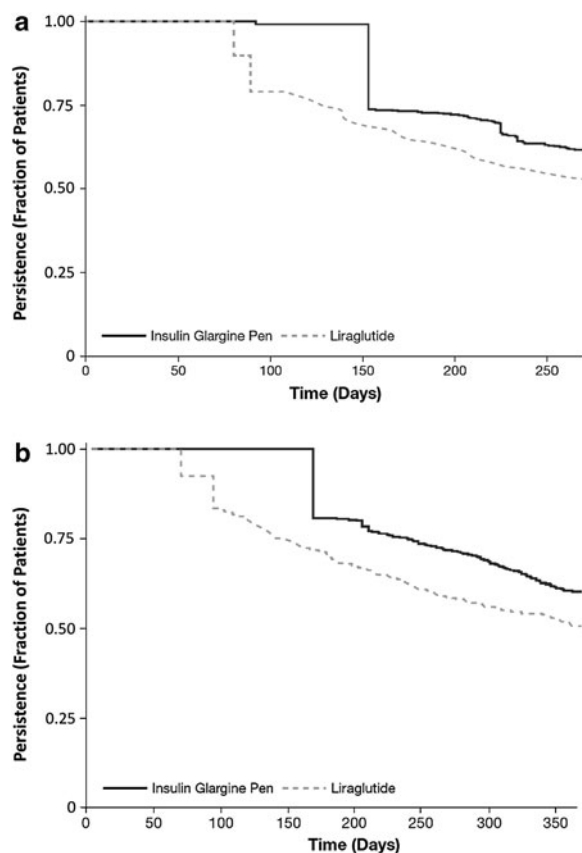 a
Persistence (Fraction of Patients)
1.00
0.75
0.50
0.25
0
Insulin Glargine Pen Liraglutide
0 50 100 150 200 250
Time (Days)
b
Persistence (Fraction of Patients)
1.00
0.75
0.50
0.25
0
Insulin Glargine Pen Liraglutide
0 50 100 150 200 250 300 350
Time (Days)